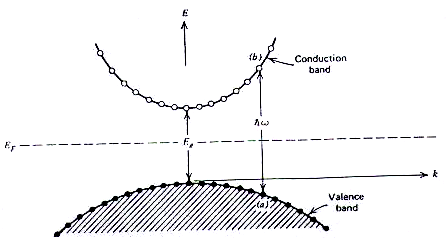 E
(b)
Conduction
band
ħω
E_F
E_g
k
(a)
Valence
band